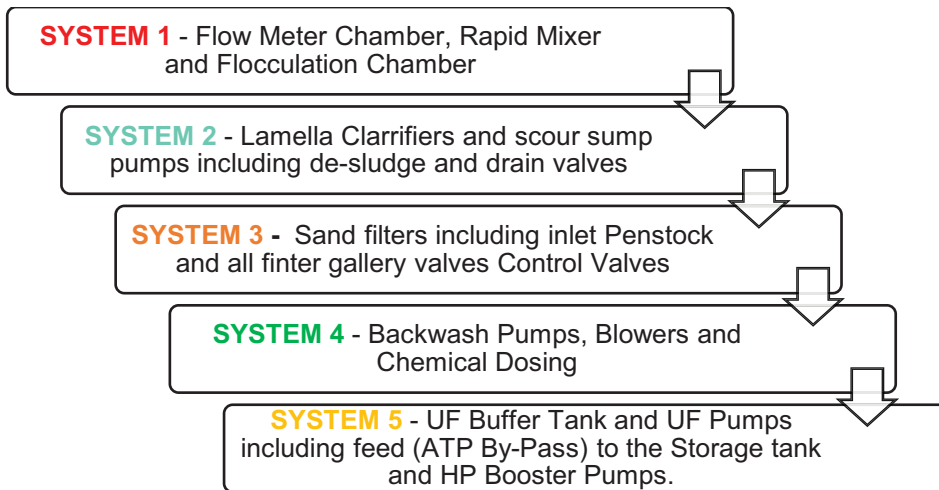 SYSTEM 1 - Flow Meter Chamber, Rapid Mixer
and Flocculation Chamber
SYSTEM 2 - Lamella Clarrifiers and scour sump
pumps including de-sludge and drain valves
SYSTEM 3 - Sand filters including inlet Penstock
and all finter gallery valves Control Valves
SYSTEM 4 - Backwash Pumps, Blowers and
Chemical Dosing
SYSTEM 5 - UF Buffer Tank and UF Pumps
including feed (ATP By-Pass) to the Storage tank
and HP Booster Pumps.